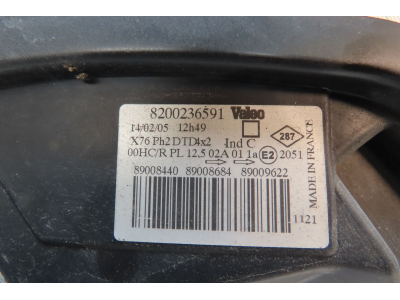 8200236591 Valeo
14/02/05 12h49
X76 Ph2 DTD4x2 Ind C 287
00HC/R PL 12,5 02A 01 1a E2 2051
89008440 89008684 89009622
1121
MADE IN FRANCE